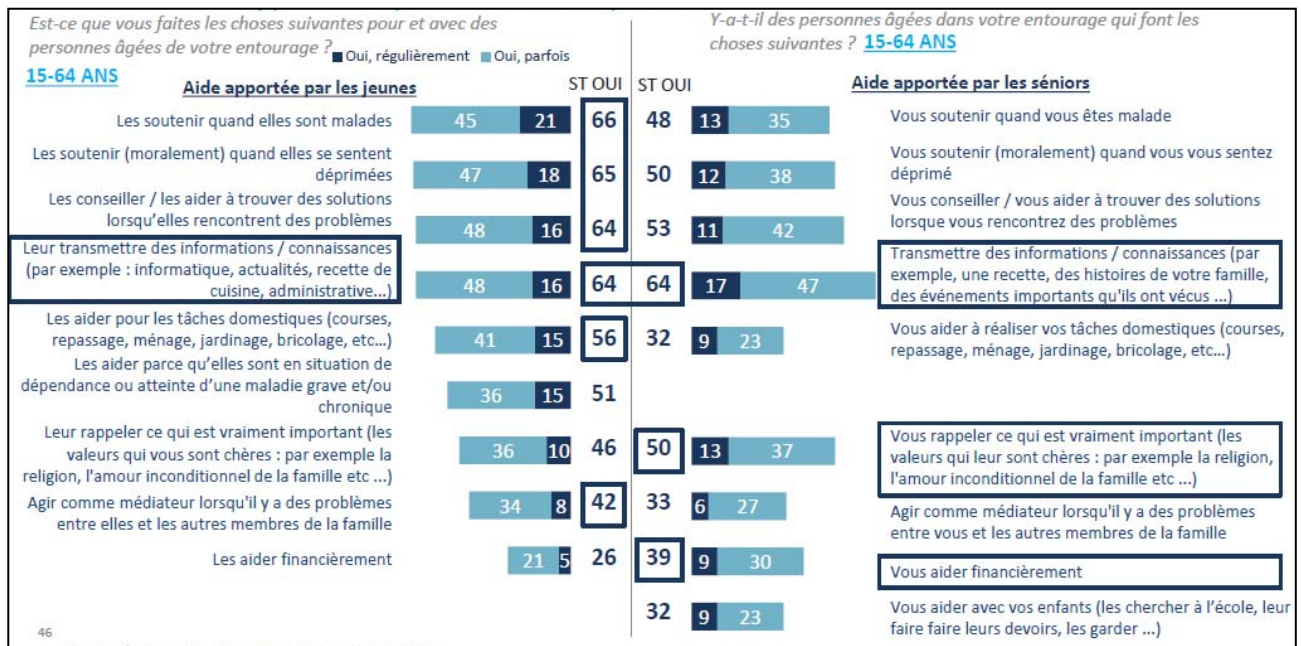 Est-ce que vous faites les choses suivantes pour et avec des
personnes âgées de votre entourage ?
Oui, régulièrement Oui, parfois
15-64 ANS
Aide apportée par les jeunes
ST OUI
Les soutenir quand elles sont malades
45 21 66
Les soutenir (moralement) quand elles se sentent
déprimées
47 18 65
Les conseiller / les aider à trouver des solutions
lorsqu'elles rencontrent des problèmes
48 16 64
Leur transmettre des informations / connaissances
(par exemple : informatique, actualités, recette de
cuisine, administrative...)
48 16 64
Les aider pour les tâches domestiques (courses,
repassage, ménage, jardinage, bricolage, etc...)
41 15 56
Les aider parce qu'elles sont en situation de
dépendance ou atteinte d'une maladie grave et/ou
chronique
36 15 51
Leur rappeler ce qui est vraiment important (les
valeurs qui vous sont chères : par exemple la
religion, l'amour inconditionnel de la famille etc ...)
36 10 46
Agir comme médiateur lorsqu'il y a des problèmes
entre elles et les autres membres de la famille
34 8 42
Les aider financièrement
21 5 26
46
Y-a-t-il des personnes âgées dans votre entourage qui font les
choses suivantes ? 15-64 ANS
ST OUI
Aide apportée par les séniors
48 13 35
Vous soutenir quand vous êtes malade
50 12 38
Vous soutenir (moralement) quand vous vous sentez
déprimé
53 11 42
Vous conseiller / vous aider à trouver des solutions
lorsque vous rencontrez des problèmes
64 17 47
Transmettre des informations / connaissances (par
exemple, une recette, des histoires de votre famille,
des événements importants qu'ils ont vécus ...)
32 9 23
Vous aider à réaliser vos tâches domestiques (courses,
repassage, ménage, jardinage, bricolage, etc...)
50 13 37
Vous rappeler ce qui est vraiment important (les
valeurs qui leur sont chères : par exemple la religion,
l'amour inconditionnel de la famille etc ...)
33 6 27
Agir comme médiateur lorsqu'il y a des problèmes
entre vous et les autres membres de la famille
39 9 30
Vous aider financièrement
32 9 23
Vous aider avec vos enfants (les chercher à l'école, leur
faire faire leurs devoirs, les garder ...)